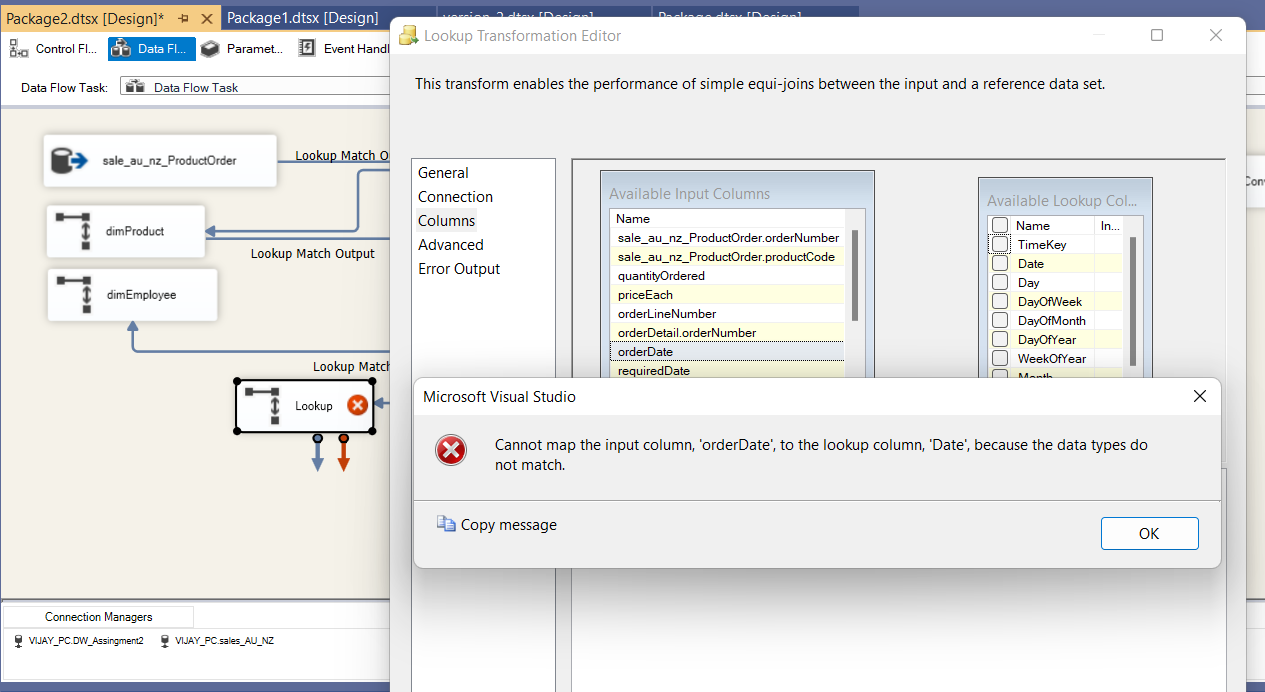 Package2.dtsx [Design]*
Package1.dtsx [Design]
version_2.dtsx [Design]
Package.dtsx [Design]
Control Fl...
Data Fl...
Paramet...
Event Handl
Data Flow Task:
Data Flow Task
sale_au_nz_ProductOrder
Lookup Match O
dimProduct
Lookup Match Output
dimEmployee
Lookup Match
Lookup
Connection Managers
VIJAY_PC.DW_Assingment2
VIJAY_PC.sales_AU_NZ
Lookup Transformation Editor
This transform enables the performance of simple equi-joins between the input and a reference data set.
General
Connection
Columns
Advanced
Error Output
Available Input Columns
Name
sale_au_nz_ProductOrder.orderNumber
sale_au_nz_ProductOrder.productCode
quantityOrdered
priceEach
orderLineNumber
orderDetail.orderNumber
orderDate
requiredDate
Available Lookup Col...
Name In...
TimeKey
Date
Day
DayOfWeek
DayOfMonth
DayOfYear
WeekOfYear
Month
Con
Microsoft Visual Studio
Cannot map the input column, 'orderDate', to the lookup column, 'Date', because the data types do
not match.
Copy message
OK